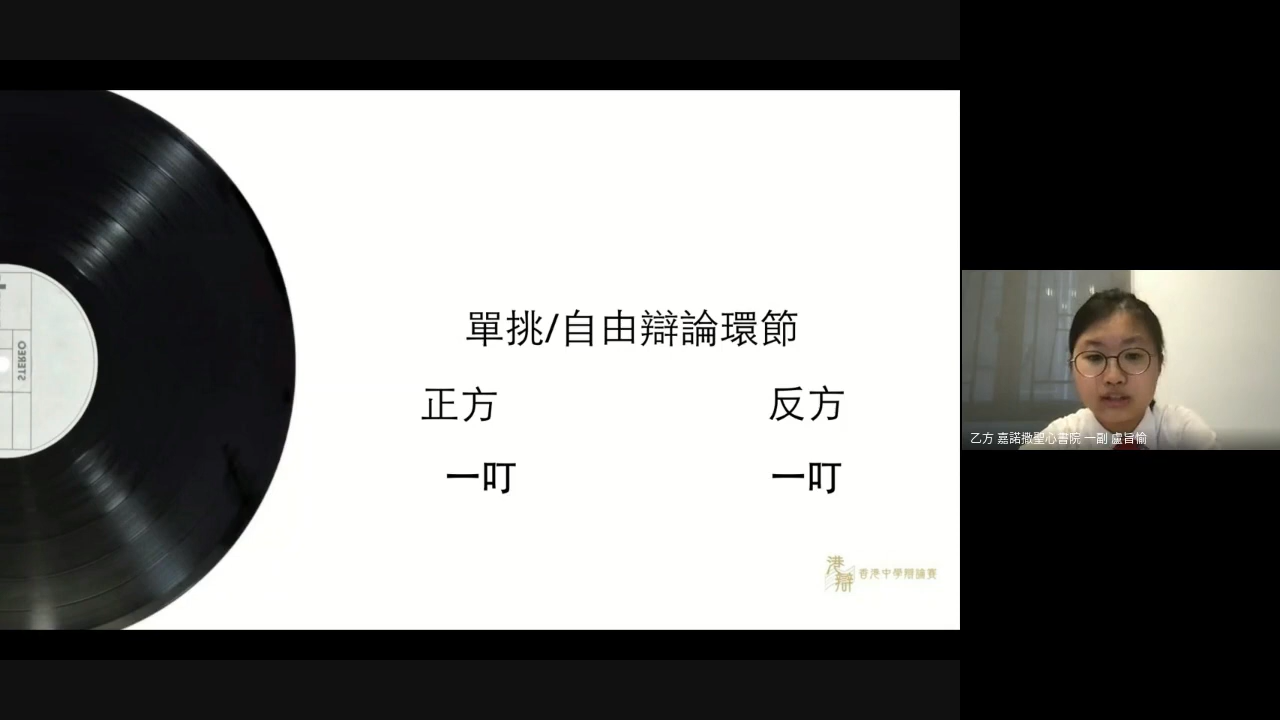 單挑/自由辯論環節
正方
反方
一叮
一叮
STEREO
港辯 香港中學辯論賽
乙方 嘉諾撒聖心書院 一副 盧旨愉